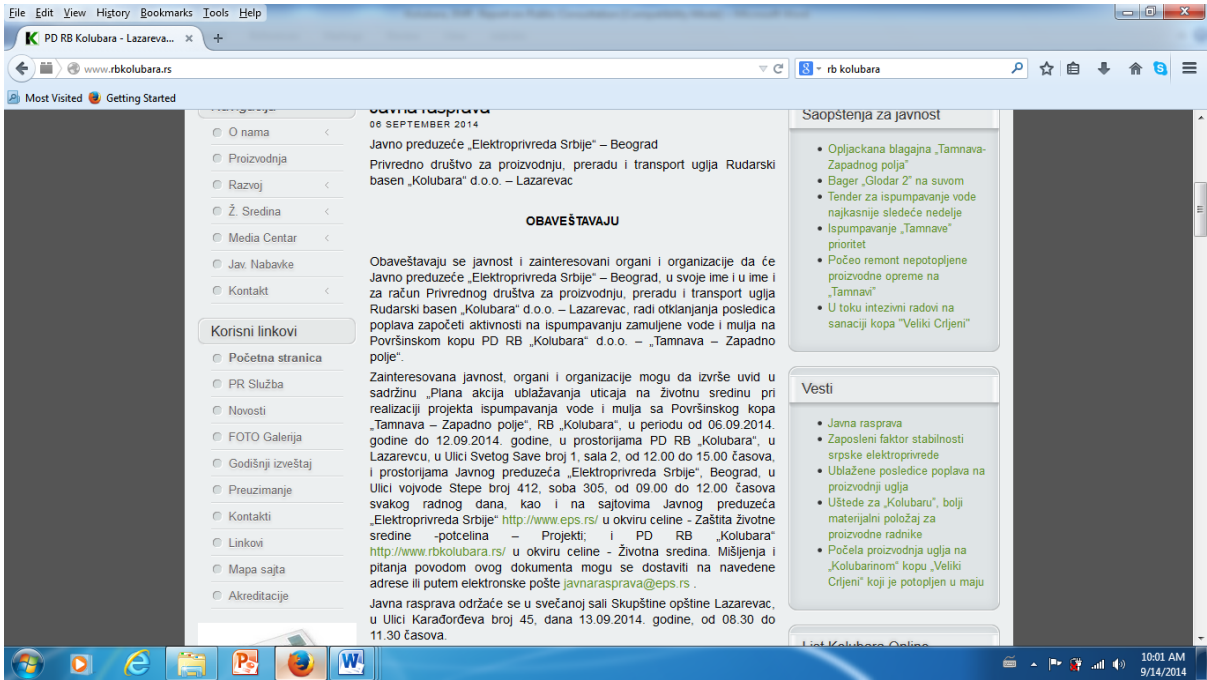 File Edit View History Bookmarks Tools Help
PD RB Kolubara - Lazareva...
www.rbkolubara.rs
rb kolubara
Most Visited Getting Started
Navigacija
O nama
Proizvodnja
Razvoj
Ž. Sredina
Media Centar
Jav. Nabavke
Kontakt
Korisni linkovi
Početna stranica
PR Služba
Novosti
FOTO Galerija
Godišnji izveštaj
Preuzimanje
Kontakti
Linkovi
Mapa sajta
Akreditacije
Javna rasprava
06 SEPTEMBER 2014
Javno preduzeće „Elektroprivreda Srbije“ – Beograd
Privredno društvo za proizvodnju, preradu i transport uglja Rudarski
basen „Kolubara“ d.o.o. – Lazarevac
OBAVEŠTAVAJU
Obaveštavaju se javnost i zainteresovani organi i organizacije da će
Javno preduzeće „Elektroprivreda Srbije“ – Beograd, u svoje ime i u ime i
za račun Privrednog društva za proizvodnju, preradu i transport uglja
Rudarski basen „Kolubara“ d.o.o. – Lazarevac, radi otklanjanja posledica
poplava započeti aktivnosti na ispumpavanju zamuljene vode i mulja na
Površinskom kopu PD RB „Kolubara“ d.o.o. – „Tamnava – Zapadno
polje“.
Zainteresovana javnost, organi i organizacije mogu da izvrše uvid u
sadržinu „Plana akcija ublažavanja uticaja na životnu sredinu pri
realizaciji projekta ispumpavanja vode i mulja sa Površinskog kopa
„Tamnava – Zapadno polje“, RB „Kolubara“, u periodu od 06.09.2014.
godine do 12.09.2014. godine, u prostorijama PD RB „Kolubara“, u
Lazarevcu, u Ulici Svetog Save broj 1, sala 2, od 12.00 do 15.00 časova,
i prostorijama Javnog preduzeća „Elektroprivreda Srbije“, Beograd, u
Ulici vojvode Stepe broj 412, soba 305, od 09.00 do 12.00 časova
svakog radnog dana, kao i na sajtovima Javnog preduzeća
„Elektroprivreda Srbije“ http://www.eps.rs/ u okviru celine - Zaštita životne
sredine -potcelina – Projekti; i PD RB „Kolubara“
http://www.rbkolubara.rs/ u okviru celine - Životna sredina. Mišljenja i
pitanja povodom ovog dokumenta mogu se dostaviti na navedene
adrese ili putem elektronske pošte javnarasprava@eps.rs .
Javna rasprava održaće se u svečanoj sali Skupštine opštine Lazarevac,
u Ulici Karađorđeva broj 45, dana 13.09.2014. godine, od 08.30 do
11.30 časova.
Saopštenja za javnost
Opljackana blagajna „Tamnava-
Zapadnog polja”
Bager „Glodar 2” na suvom
Tender za ispumpavanje vode
najkasnije sledeće nedelje
Ispumpavanje „Tamnave”
prioritet
Počeo remont nepotopljene
proizvodne opreme na
„Tamnavi”
U toku intezivni radovi na
sanaciji kopa "Veliki Crljeni"
Vesti
Javna rasprava
Zaposleni faktor stabilnosti
srpske elektroprivrede
Ublažene posledice poplava na
proizvodnji uglja
Uštede za „Kolubaru”, bolji
materijalni položaj za
proizvodne radnike
Počela proizvodnja uglja na
„Kolubarinom” kopu „Veliki
Crljeni” koji je potopljen u maju
List Kolubara Online
10:01 AM
9/14/2014